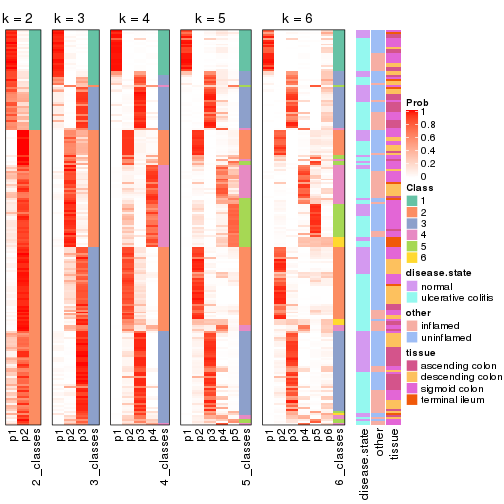 k = 2 k = 3 k = 4 k = 5 k = 6
Prob
1
0.8
0.6
0.4
0.2
0
Class
1
2
3
4
5
6
disease.state
normal
ulcerative colitis
other
inflamed
uninflamed
tissue
ascending colon
descending colon
sigmoid colon
terminal ileum
p1 p2 2_classes p1 p2 p3 3_classes p1 p2 p3 p4 4_classes p1 p2 p3 p4 p5 5_classes p1 p2 p3 p4 p5 p6 6_classes disease.state other tissue